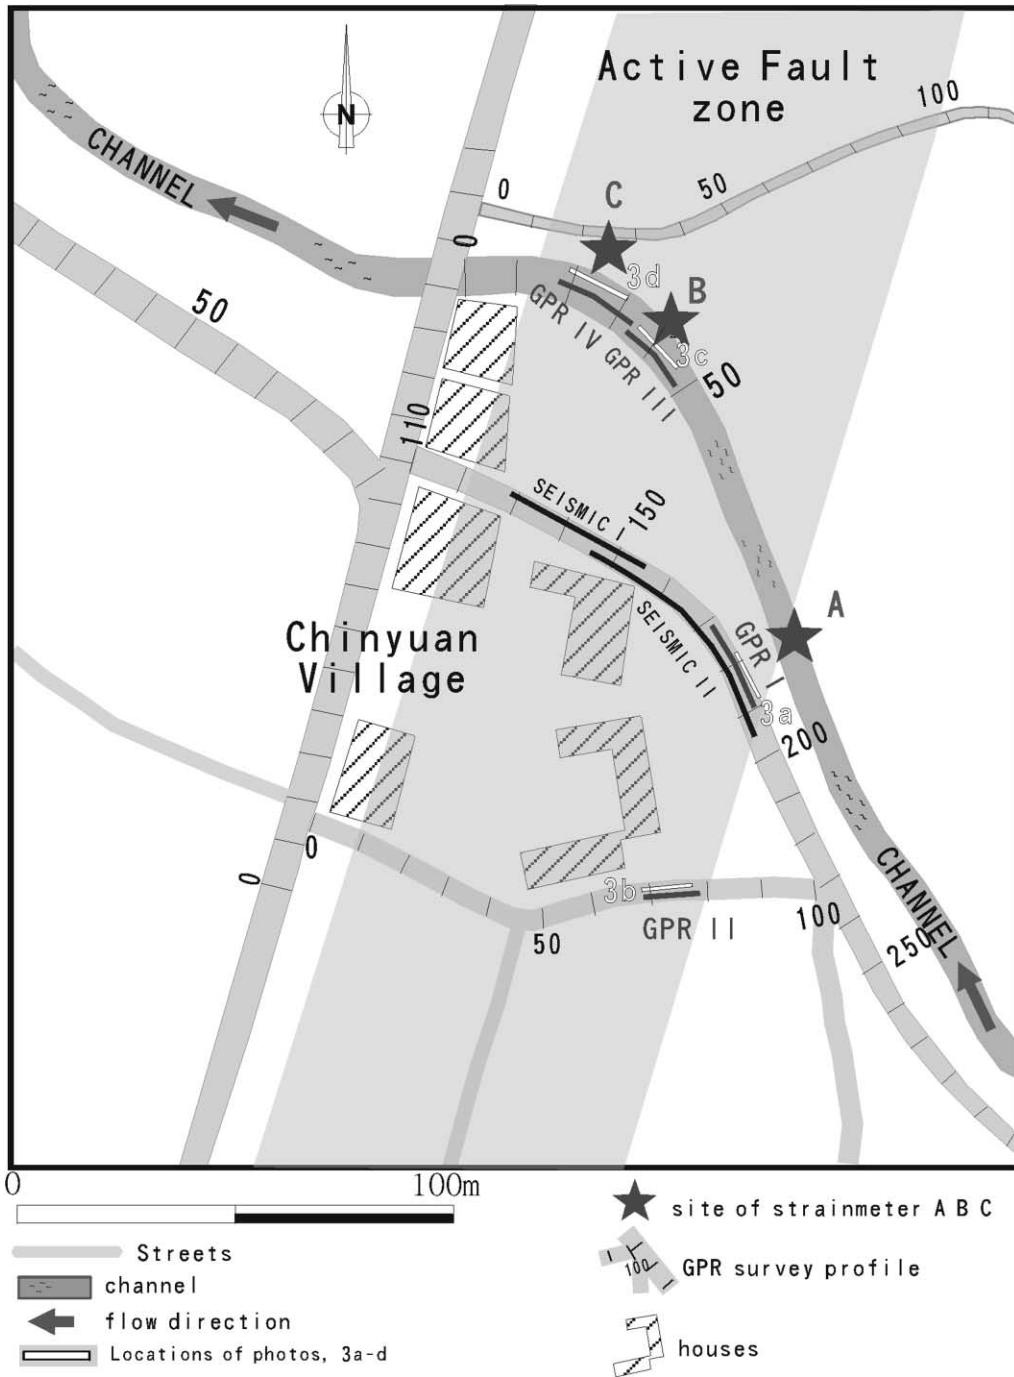 Active Fault
zone
100
N
CHANNEL
0
50
C
0
3d
B
50
GPR IV
GPR III
3c
50
110
SEISMIC I
150
A
Chinyuan
Village
SEISMIC II
GPR I
3a
200
0
0
3b
CHANNEL
GPR II
50
100
250
0
100m
site of strainmeter A B C
Streets
100
GPR survey profile
channel
flow direction
Locations of photos, 3a-d
houses